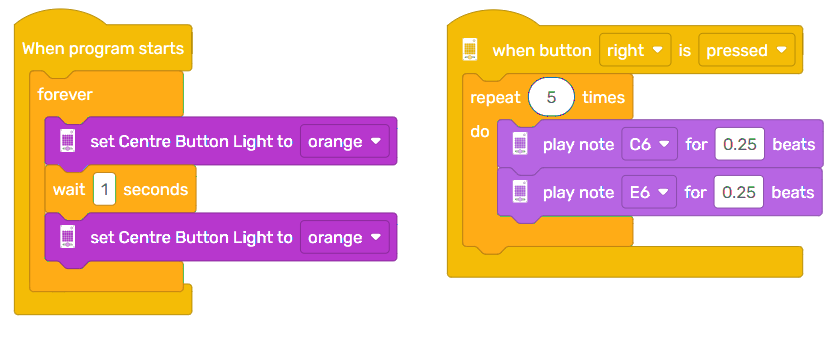 When program starts
forever
set Centre Button Light to orange
wait 1 seconds
set Centre Button Light to orange
when button right is pressed
repeat 5 times
do
play note C6 for 0.25 beats
play note E6 for 0.25 beats